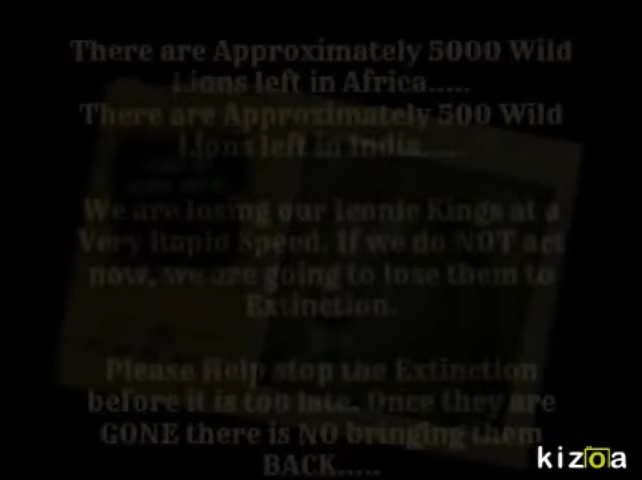 There are Approximately 5000 Wild
Lions left in Africa.....
There are Approximately 500 Wild
Lions left in India.....
We are losing our Iconic Kings at a
Very Rapid Speed. If we do NOT act
now, we are going to lose them to
Extinction.
Please Help stop the Extinction
before it is too late. Once they are
GONE there is NO bringing them
BACK.....
kizoa